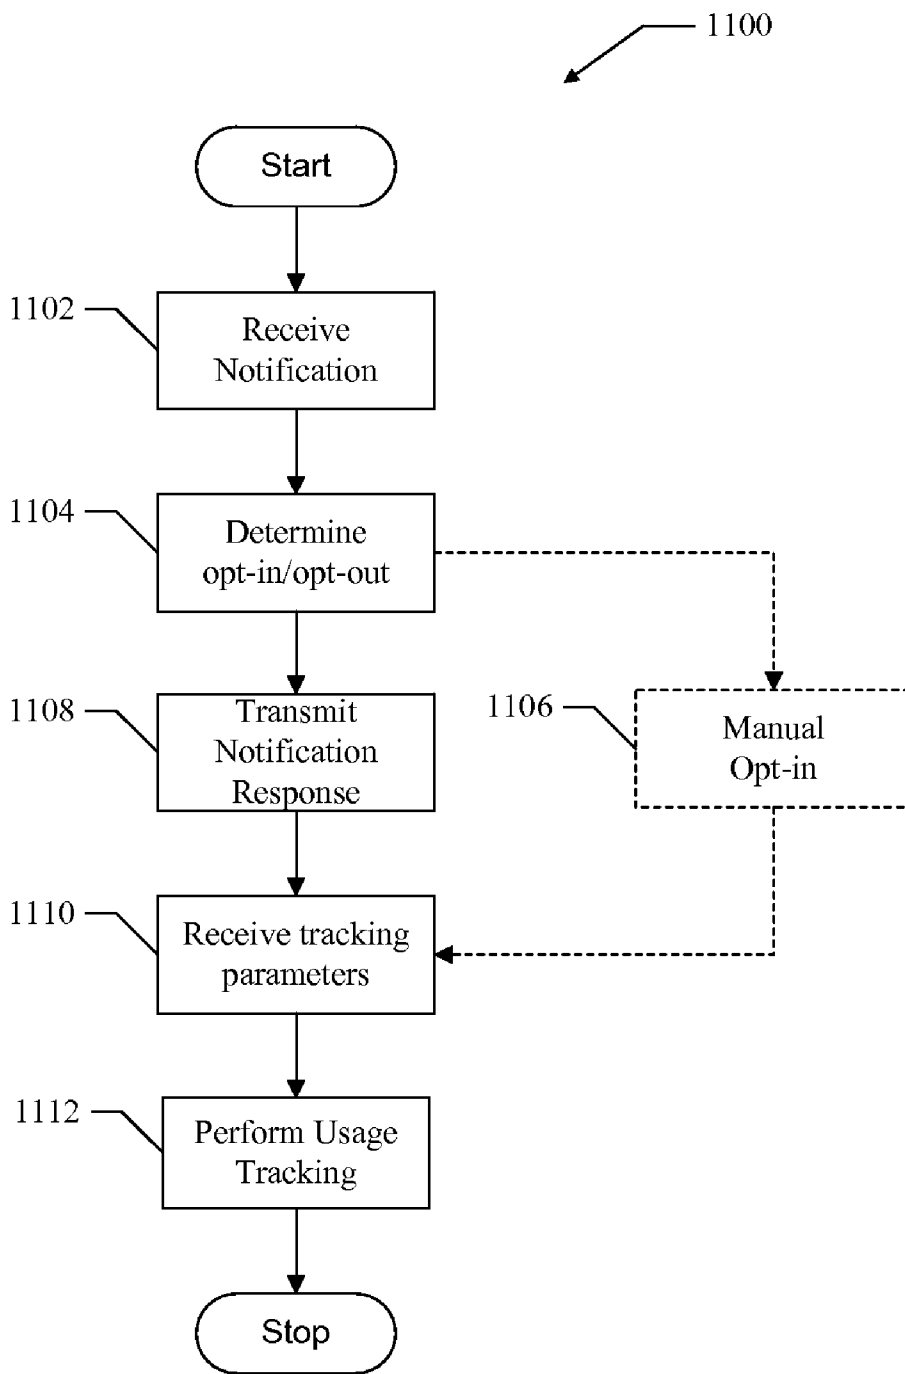 1100
Start
1102
Receive
Notification
1104
Determine
opt-in/opt-out
1108
Transmit
Notification
Response
1106
Manual
Opt-in
1110
Receive tracking
parameters
1112
Perform Usage
Tracking
Stop